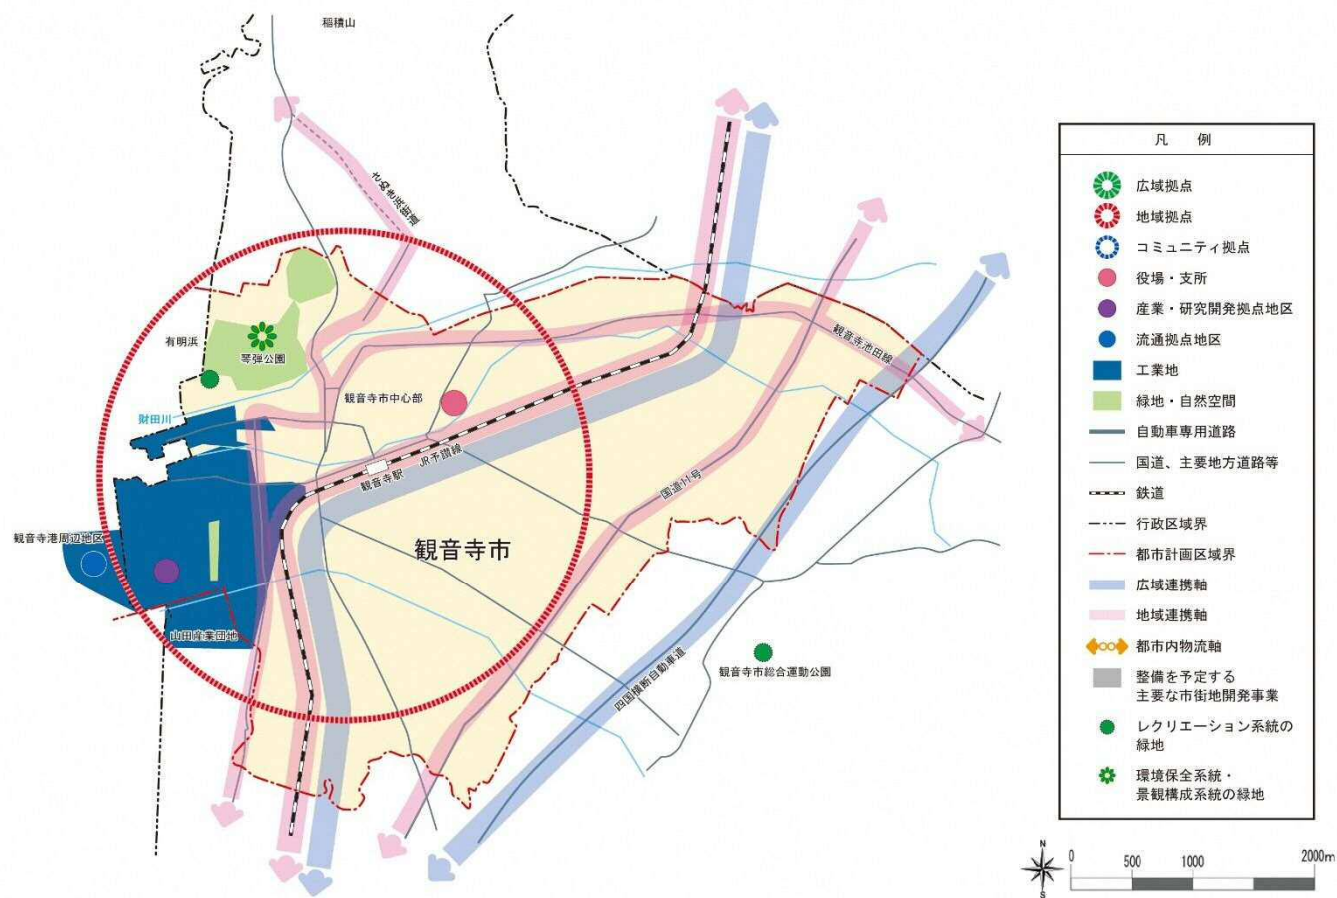 稲積山
さぬき浜街道
有明浜
琴弾公園
財田川
観音寺市中心部
観音寺池田線
JR予讃線
観音寺駅
国道11号
観音寺港周辺地区
観音寺市
山田産業団地
四国横断自動車道
観音寺市総合運動公園
凡 例
広域拠点
地域拠点
コミュニティ拠点
役場・支所
産業・研究開発拠点地区
流通拠点地区
工業地
緑地・自然空間
自動車専用道路
国道、主要地方道路等
鉄道
行政区域界
都市計画区域界
広域連携軸
地域連携軸
都市内物流軸
整備を予定する
主要な市街地開発事業
レクリエーション系統の
緑地
環境保全系統・
景観構成系統の緑地
N
S
0 500 1000 2000m